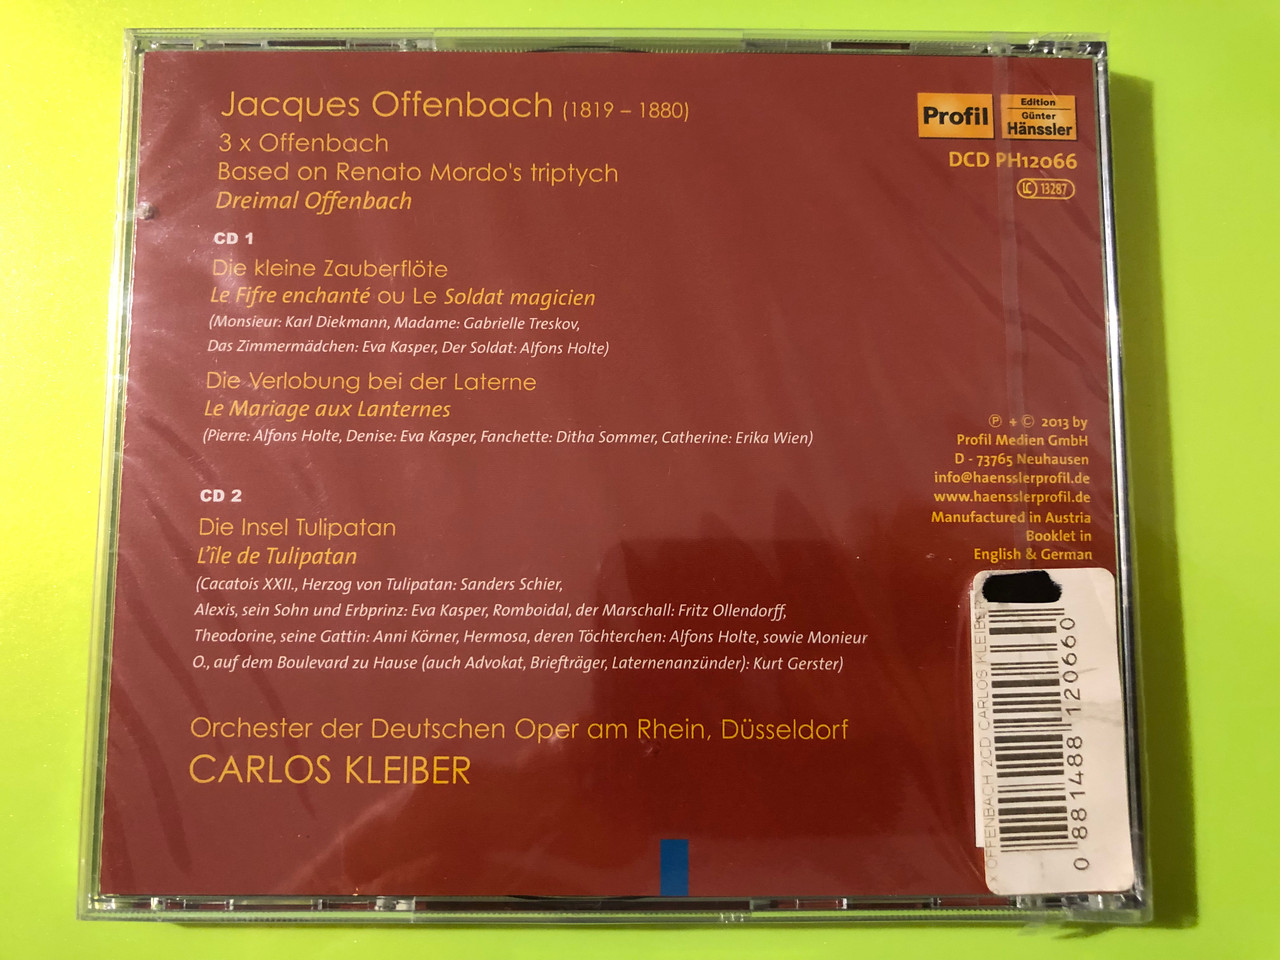 Jacques Offenbach (1819 – 1880)
3 x Offenbach
Based on Renato Mordo's triptych
Dreimal Offenbach
CD 1
Die kleine Zauberflöte
Le Fifre enchanté ou Le Soldat magicien
(Monsieur: Karl Diekmann, Madame: Gabrielle Treskov,
Das Zimmermädchen: Eva Kasper, Der Soldat: Alfons Holte)
Die Verlobung bei der Laterne
Le Mariage aux Lanternes
(Pierre: Alfons Holte, Denise: Eva Kasper, Fanchette: Ditha Sommer, Catherine: Erika Wien)
CD 2
Die Insel Tulipatan
L'île de Tulipatan
(Cacatois XXII., Herzog von Tulipatan: Sanders Schier,
Alexis, sein Sohn und Erbprinz: Eva Kasper, Romboidal, der Marschall: Fritz Ollendorff,
Theodorine, seine Gattin: Anni Körner, Hermosa, deren Töchterchen: Alfons Holte, sowie Monieur
O., auf dem Boulevard zu Hause (auch Advokat, Briefträger, Laternenanzünder): Kurt Gerster)
Orchester der Deutschen Oper am Rhein, Düsseldorf
CARLOS KLEIBER
Profil
Edition
Günter
Hänssler
DCD PH12066
LC 13287
℗ + © 2013 by
Profil Medien GmbH
D - 73765 Neuhausen
info@haensslerprofil.de
www.haensslerprofil.de
Manufactured in Austria
Booklet in
English & German
X OFFENBACH 2CD CARLOS KLEIBER
0 881488 120660